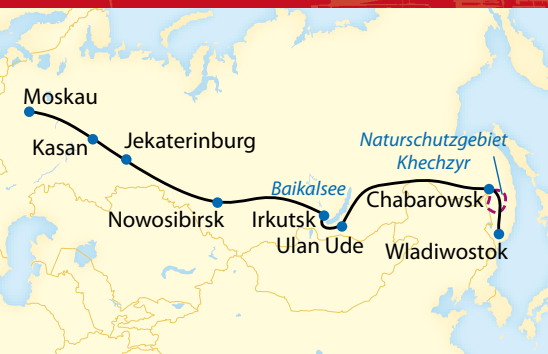 Moskau
Kasan
Jekaterinburg
Nowosibirsk
Baikalsee
Irkutsk
Ulan Ude
Naturschutzgebiet
Khechzyr
Chabarowsk
Wladiwostok